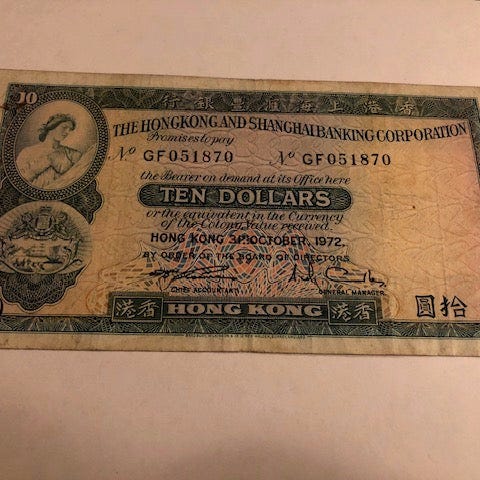 10
行銀豐滙海上港香
THE HONGKONG AND SHANGHAI BANKING CORPORATION
Promises to pay
No GF051870 No GF051870
the Bearer on demand at its Office here
TEN DOLLARS
or the equivalent in the Currency
of the Colony, Value received.
HONG KONG 31ST OCTOBER, 1972.
BY ORDER OF THE BOARD OF DIRECTORS
CHIEF ACCOUNTANT GENERAL MANAGER
港香 HONG KONG 港香 圓拾